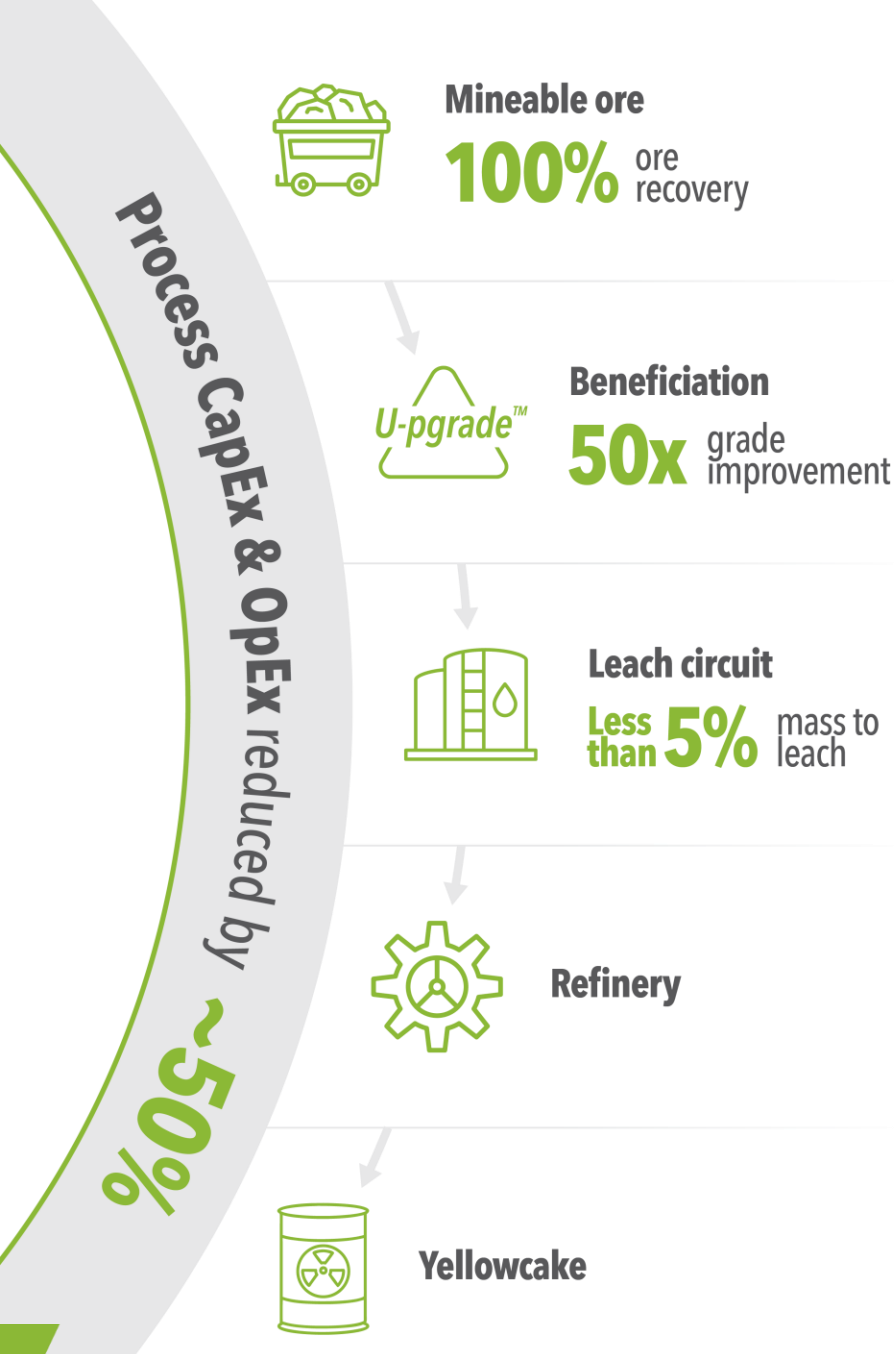 Process CapEx & OpEx reduced by ~50%
Mineable ore
100% ore
recovery
U-pgrade™
Beneficiation
50x grade
improvement
Leach circuit
Less
than 5% mass to
leach
Refinery
Yellowcake